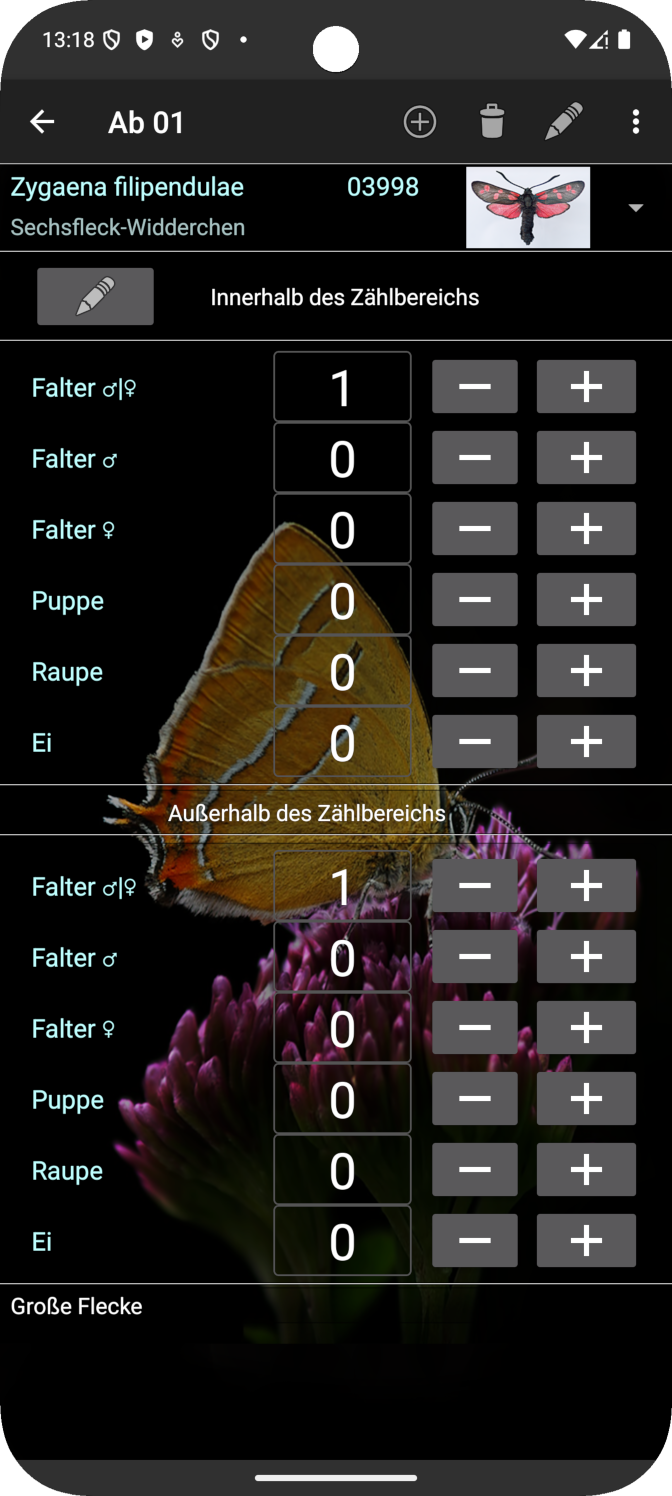 13:18
Ab 01
Zygaena filipendulae 03998
Sechsfleck-Widderchen
Innerhalb des Zählbereichs
Falter ♂|♀ 1
Falter ♂ 0
Falter ♀ 0
Puppe 0
Raupe 0
Ei 0
Außerhalb des Zählbereichs
Falter ♂|♀ 1
Falter ♂ 0
Falter ♀ 0
Puppe 0
Raupe 0
Ei 0
Große Flecke